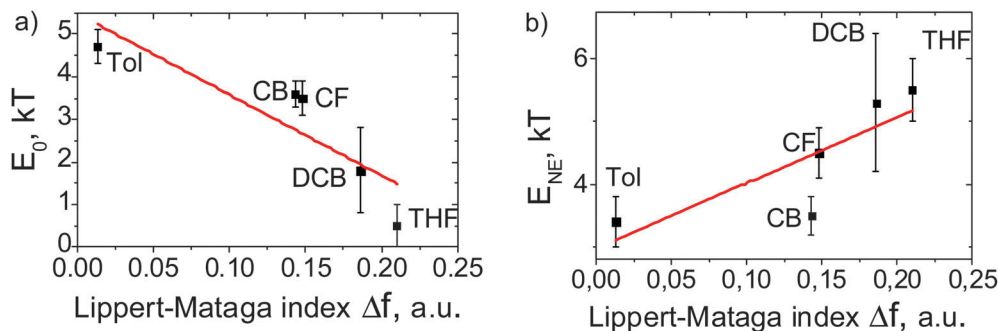 a)
E₀, kT
5
4
3
2
1
0
Tol
CB
CF
DCB
THF
0.00 0.05 0.10 0.15 0.20 0.25
Lippert-Mataga index Δf, a.u.
b)
E_NE, kT
6
4
Tol
CB
CF
DCB
THF
0,00 0,05 0,10 0,15 0,20 0,25
Lippert-Mataga index Δf, a.u.